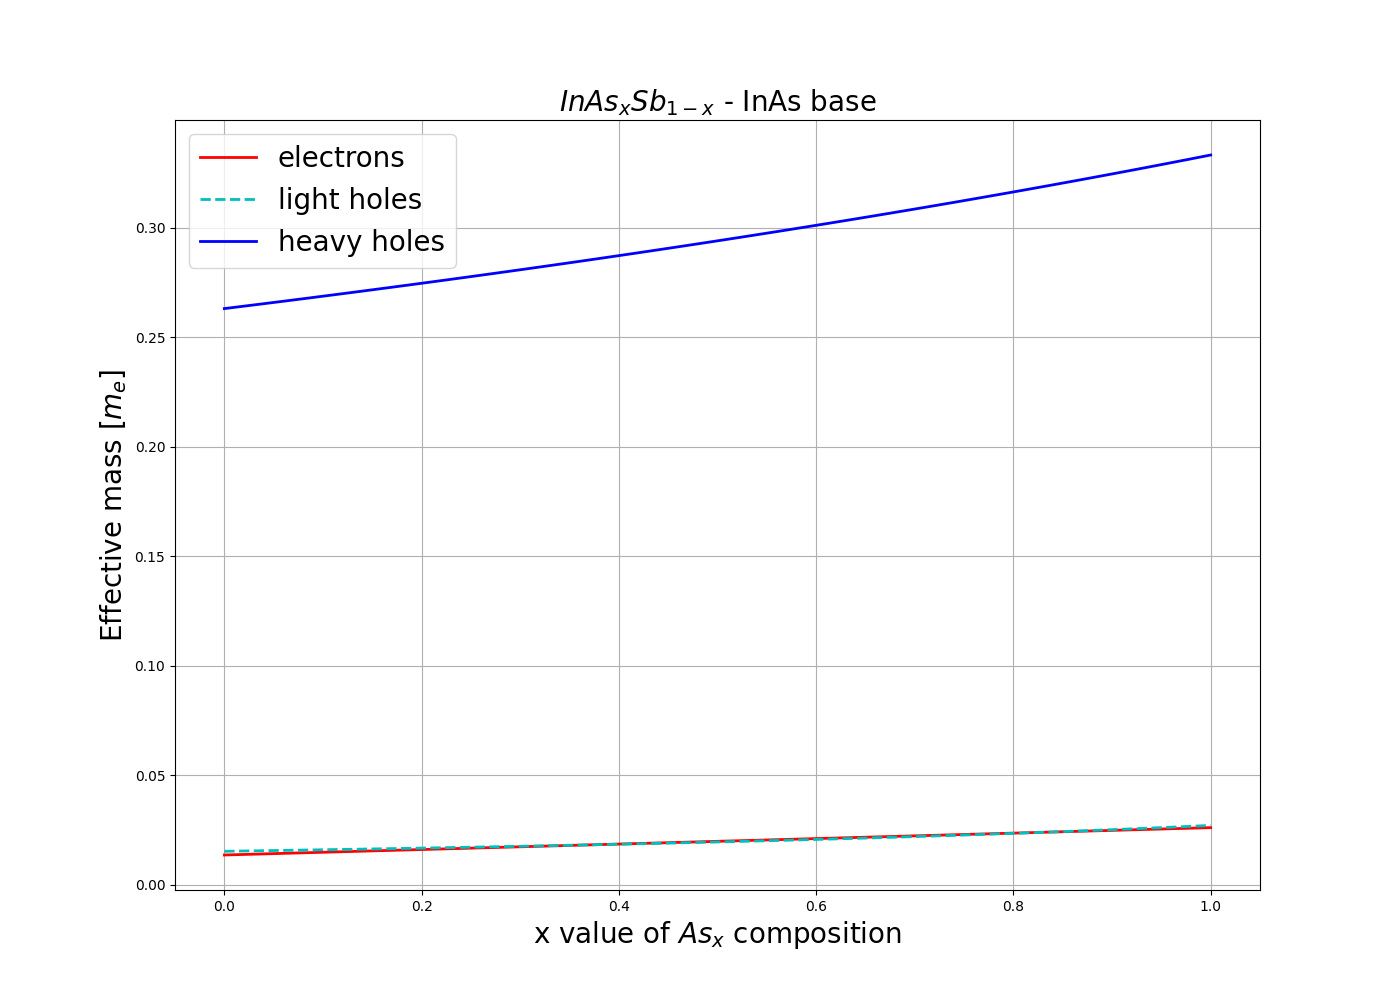 InAsₓSb₁₋ₓ - InAs base
electrons
light holes
heavy holes
Effective mass [mₑ]
0.30
0.25
0.20
0.15
0.10
0.05
0.00
0.0 0.2 0.4 0.6 0.8 1.0
x value of Asₓ composition